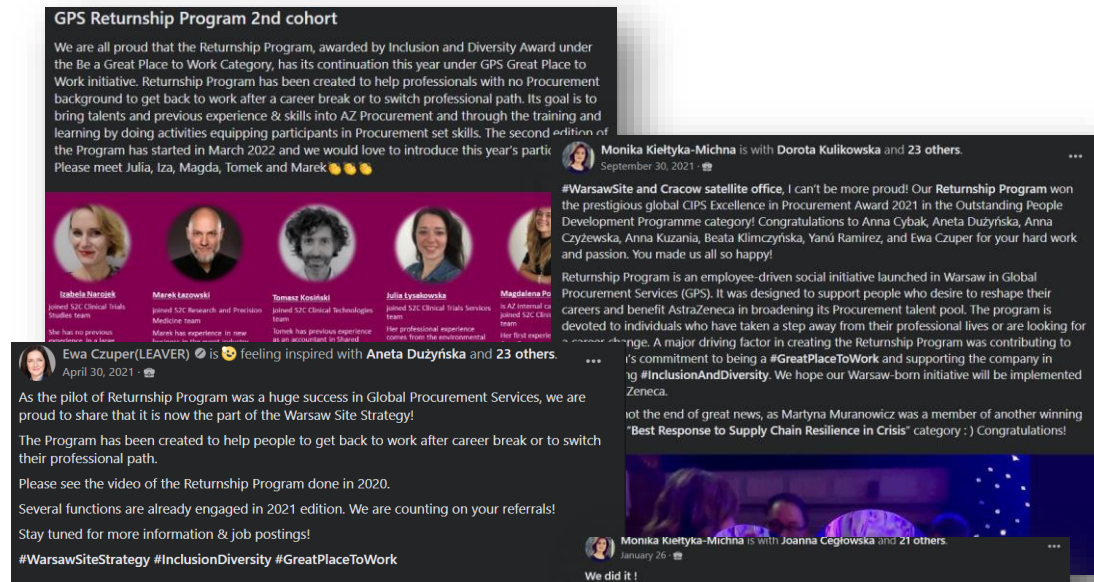 GPS Returnship Program 2nd cohort
We are all proud that the Returnship Program, awarded by Inclusion and Diversity Award under
the Be a Great Place to Work Category, has its continuation this year under GPS Great Place to
Work initiative. Returnship Program has been created to help professionals with no Procurement
background to get back to work after a career break or to switch professional path. Its goal is to
bring talents and previous experience & skills into AZ Procurement and through the training and
learning by doing activities equipping participants in Procurement set skills. The second edition of
the Program has started in March 2022 and we would love to introduce this year's partic
Please meet Julia, Iza, Magda, Tomek and Marek👏👏👏
Izabela Narojek
joined S2C Clinical Trials
Studies team
She has no previous
experience in a large
Marek Łazowski
joined S2C Research and Precision
Medicine team
Marek has experience in new
Tomasz Kosiński
joined S2C Clinical Technologies
team
Tomek has previous experience
as an accountant in Shared
Julia Łysakowska
joined S2C Clinical Trials Services
team
Her professional experience
comes from the environmental
Magdalena Po
is AZ Internal ca
joined S2C Clinic
team
Her first experie
Monika Kiełtyka-Michna is with Dorota Kulikowska and 23 others.
September 30, 2021 ·
#WarsawSite and Cracow satellite office, I can't be more proud! Our Returnship Program won
the prestigious global CIPS Excellence in Procurement Award 2021 in the Outstanding People
Development Programme category! Congratulations to Anna Cybak, Aneta Dużyńska, Anna
Czyżewska, Anna Kuzania, Beata Klimczyńska, Yanú Ramirez, and Ewa Czuper for your hard work
and passion. You made us all so happy!
Returnship Program is an employee-driven social initiative launched in Warsaw in Global
Procurement Services (GPS). It was designed to support people who desire to reshape their
careers and benefit AstraZeneca in broadening its Procurement talent pool. The program is
devoted to individuals who have taken a step away from their professional lives or are looking for
a career change. A major driving factor in creating the Returnship Program was contributing to
's commitment to being a #GreatPlaceToWork and supporting the company in
ng #InclusionAndDiversity. We hope our Warsaw-born initiative will be implemented
Zeneca.
not the end of great news, as Martyna Muranowicz was a member of another winning
"Best Response to Supply Chain Resilience in Crisis" category : ) Congratulations!
Ewa Czuper(LEAVER) is 😉 feeling inspired with Aneta Dużyńska and 23 others.
April 30, 2021 ·
As the pilot of Returnship Program was a huge success in Global Procurement Services, we are
proud to share that it is now the part of the Warsaw Site Strategy!
The Program has been created to help people to get back to work after career break or to switch
their professional path.
Please see the video of the Returnship Program done in 2020.
Several functions are already engaged in 2021 edition. We are counting on your referrals!
Stay tuned for more information & job postings!
#WarsawSiteStrategy #InclusionDiversity #GreatPlaceToWork
Monika Kiełtyka-Michna is with Joanna Cegłowska and 21 others.
January 26 ·
We did it !